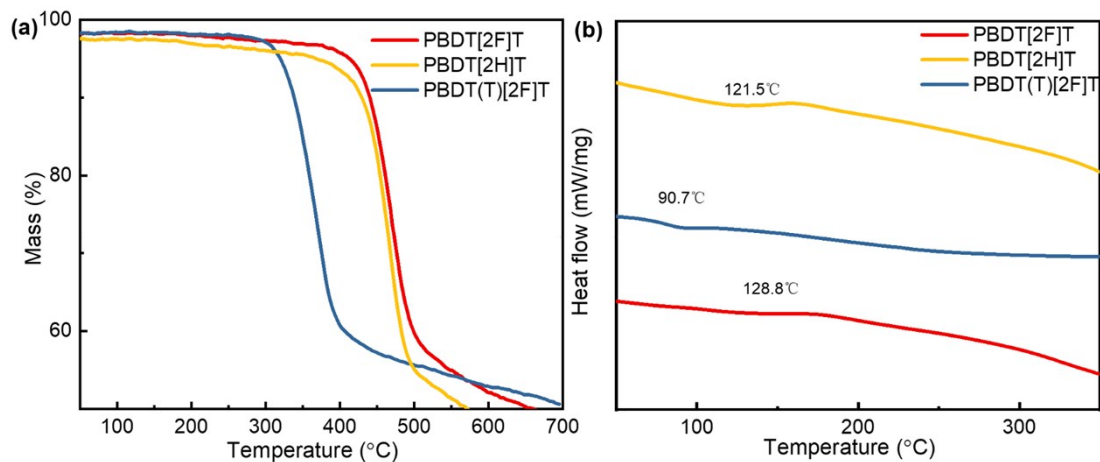 (a)
PBDT[2F]T
PBDT[2H]T
PBDT(T)[2F]T
100
80
60
Mass (%)
100 200 300 400 500 600 700
Temperature (°C)
(b)
PBDT[2F]T
PBDT[2H]T
PBDT(T)[2F]T
121.5℃
90.7℃
128.8℃
Heat flow (mW/mg)
100 200 300
Temperature (°C)